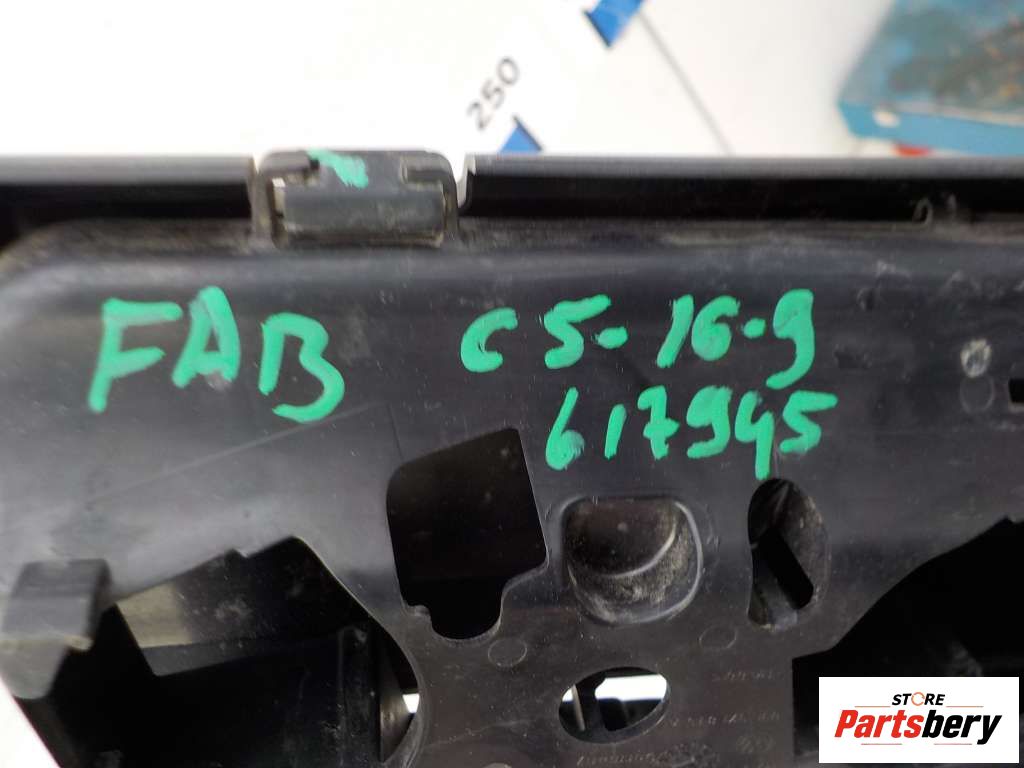 250
FAB C5-16-9
617945
STORE
Partsbery